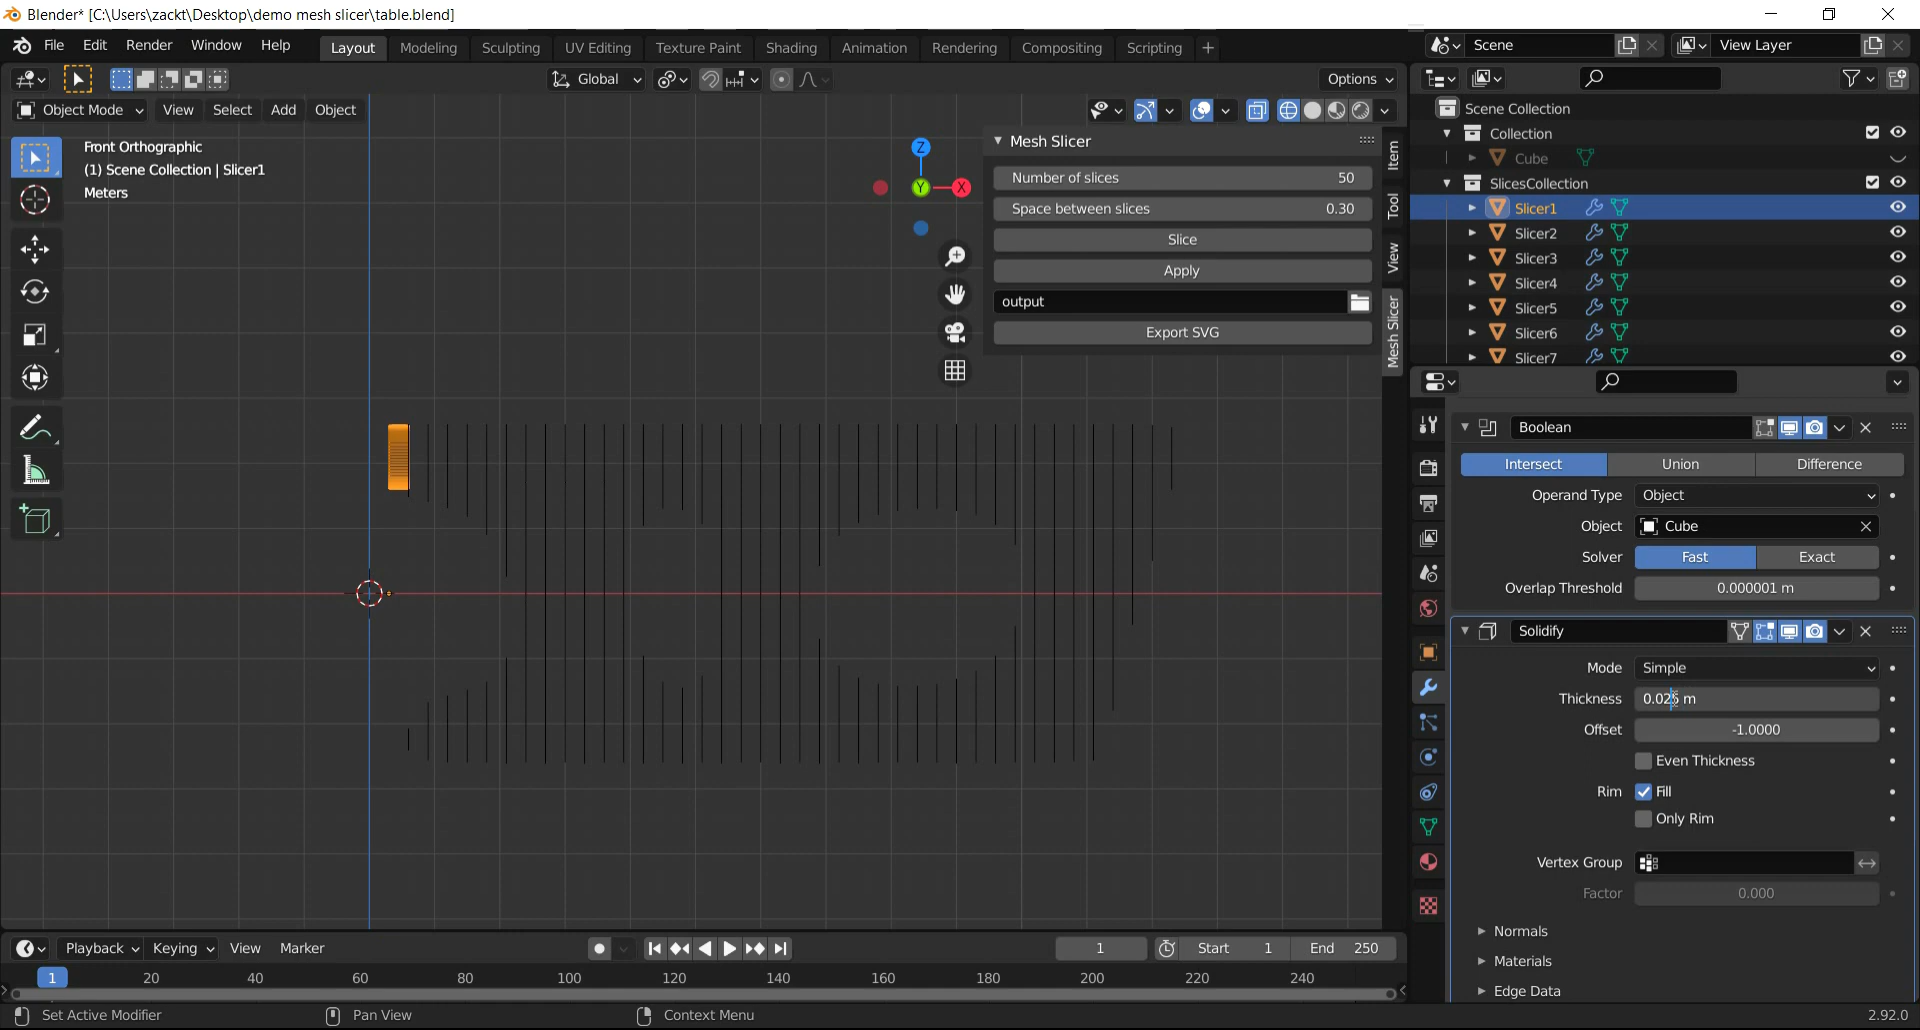 Blender* [C:\Users\zackt\Desktop\demo mesh slicer\table.blend]
File Edit Render Window Help Layout Modeling Sculpting UV Editing Texture Paint Shading Animation Rendering Compositing Scripting + Scene View Layer
Global Options
Object Mode View Select Add Object
Scene Collection
Collection
Cube
SlicesCollection
Slicer1
Slicer2
Slicer3
Slicer4
Slicer5
Slicer6
Slicer7
Front Orthographic
(1) Scene Collection | Slicer1
Meters
Z
Y X
Mesh Slicer
Number of slices 50
Space between slices 0.30
Slice
Apply
output
Export SVG
Item
Tool
View
Mesh Slicer
Boolean
Intersect Union Difference
Operand Type Object
Object Cube
Solver Fast Exact
Overlap Threshold 0.000001 m
Solidify
Mode Simple
Thickness 0.025 m
Offset -1.0000
Even Thickness
Rim Fill
Only Rim
Vertex Group
Factor 0.000
Normals
Materials
Edge Data
Playback Keying View Marker 1 Start 1 End 250
1 20 40 60 80 100 120 140 160 180 200 220 240
Set Active Modifier Pan View Context Menu 2.92.0